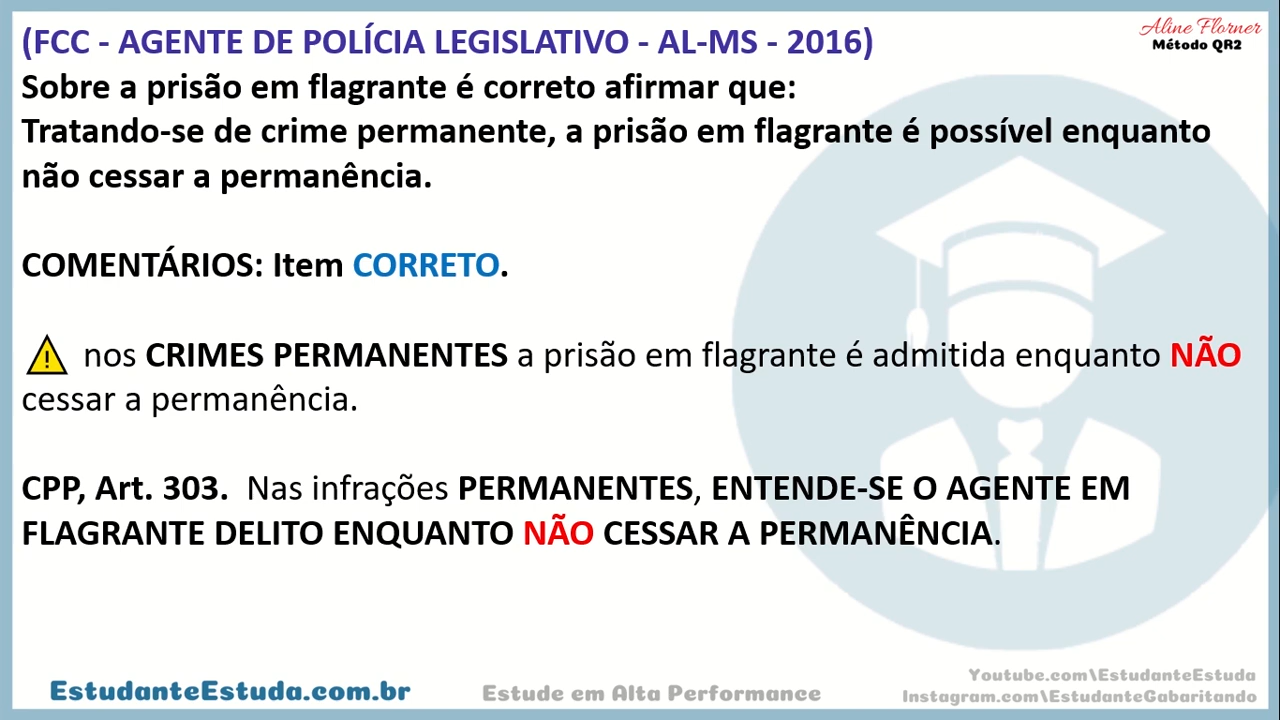 (FCC - AGENTE DE POLÍCIA LEGISLATIVO - AL-MS - 2016)
Aline Florner
Método QR2
Sobre a prisão em flagrante é correto afirmar que:
Tratando-se de crime permanente, a prisão em flagrante é possível enquanto
não cessar a permanência.
COMENTÁRIOS: Item CORRETO.
⚠ nos CRIMES PERMANENTES a prisão em flagrante é admitida enquanto NÃO
cessar a permanência.
CPP, Art. 303. Nas infrações PERMANENTES, ENTENDE-SE O AGENTE EM
FLAGRANTE DELITO ENQUANTO NÃO CESSAR A PERMANÊNCIA.
EstudanteEstuda.com.br
Estude em Alta Performance
Youtube.com\EstudanteEstuda
Instagram.com\EstudanteGabaritando